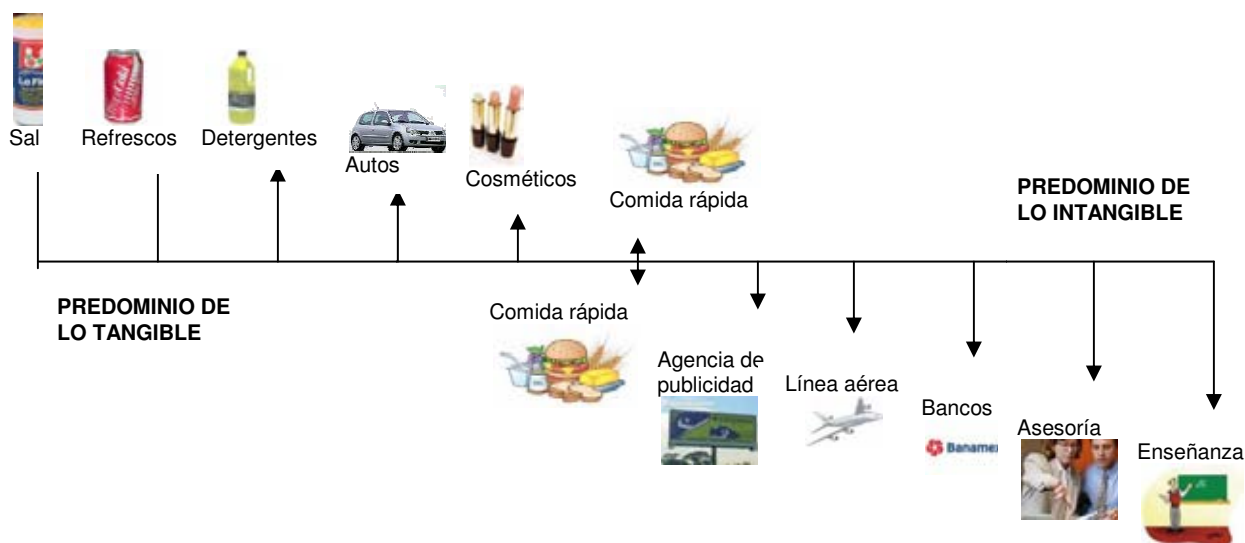 Sal
Refrescos
Detergentes
Autos
Cosméticos
Comida rápida
PREDOMINIO DE
LO INTANGIBLE
PREDOMINIO DE
LO TANGIBLE
Comida rápida
Agencia de
publicidad
Línea aérea
Bancos
Banamex
Asesoría
Enseñanza